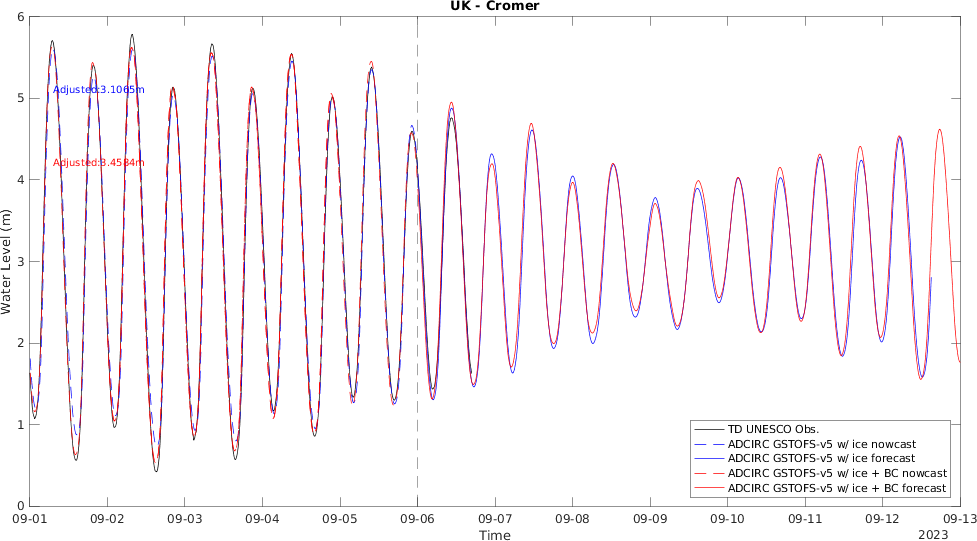 UK - Cromer
6
5
4
3
2
1
0
Water Level (m)
Adjusted:3.1065m
Adjusted:3.4584m
TD UNESCO Obs.
ADCIRC GSTOFS-v5 w/ ice nowcast
ADCIRC GSTOFS-v5 w/ ice forecast
ADCIRC GSTOFS-v5 w/ ice + BC nowcast
ADCIRC GSTOFS-v5 w/ ice + BC forecast
09-01 09-02 09-03 09-04 09-05 09-06 09-07 09-08 09-09 09-10 09-11 09-12 09-13
Time
2023